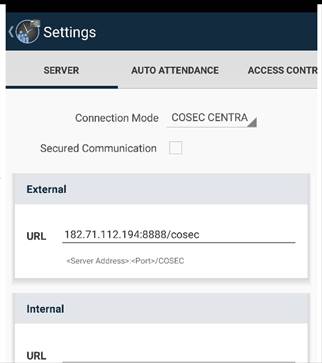 Settings
SERVER AUTO ATTENDANCE ACCESS CONTR
Connection Mode COSEC CENTRA
Secured Communication
External
URL 182.71.112.194:8888/cosec
<Server Address>:<Port>/COSEC
Internal
URL